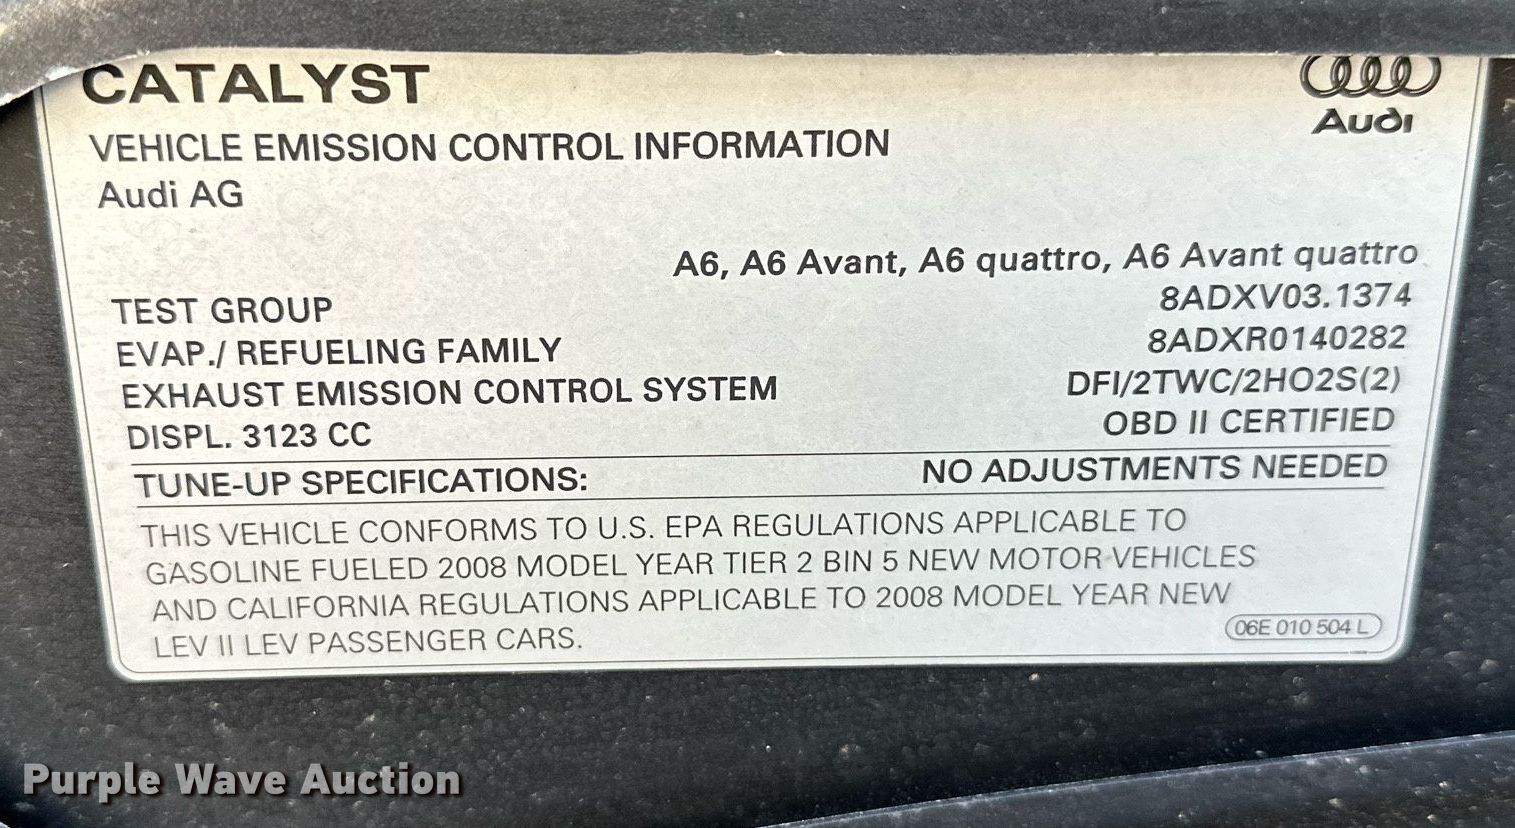 CATALYST
Audi
VEHICLE EMISSION CONTROL INFORMATION
Audi AG
A6, A6 Avant, A6 quattro, A6 Avant quattro
TEST GROUP 8ADXV03.1374
EVAP./ REFUELING FAMILY 8ADXR0140282
EXHAUST EMISSION CONTROL SYSTEM DFI/2TWC/2HO2S(2)
DISPL. 3123 CC OBD II CERTIFIED
TUNE-UP SPECIFICATIONS: NO ADJUSTMENTS NEEDED
THIS VEHICLE CONFORMS TO U.S. EPA REGULATIONS APPLICABLE TO
GASOLINE FUELED 2008 MODEL YEAR TIER 2 BIN 5 NEW MOTOR VEHICLES
AND CALIFORNIA REGULATIONS APPLICABLE TO 2008 MODEL YEAR NEW
LEV II LEV PASSENGER CARS.
06E 010 504 L
Purple Wave Auction